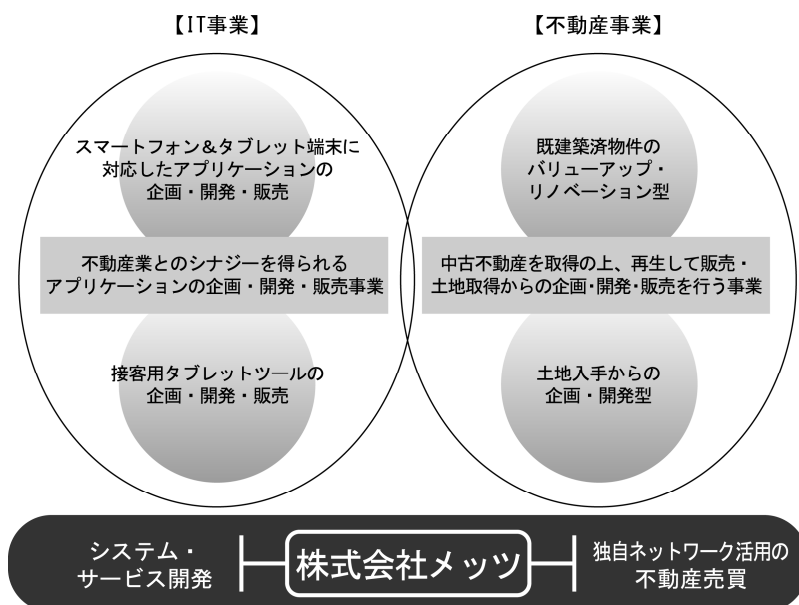 【IT事業】
スマートフォン＆タブレット端末に
対応したアプリケーションの
企画・開発・販売
不動産業とのシナジーを得られる
アプリケーションの企画・開発・販売事業
接客用タブレットツールの
企画・開発・販売
【不動産事業】
既建築済物件の
バリューアップ・
リノベーション型
中古不動産を取得の上、再生して販売・
土地取得からの企画・開発・販売を行う事業
土地入手からの
企画・開発型
システム・
サービス開発
株式会社メッツ
独自ネットワーク活用の
不動産売買